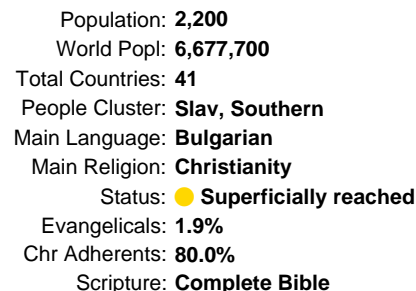 Population: 2,200
World Popl: 6,677,700
Total Countries: 41
People Cluster: Slav, Southern
Main Language: Bulgarian
Main Religion: Christianity
Status: Superficially reached
Evangelicals: 1.9%
Chr Adherents: 80.0%
Scripture: Complete Bible